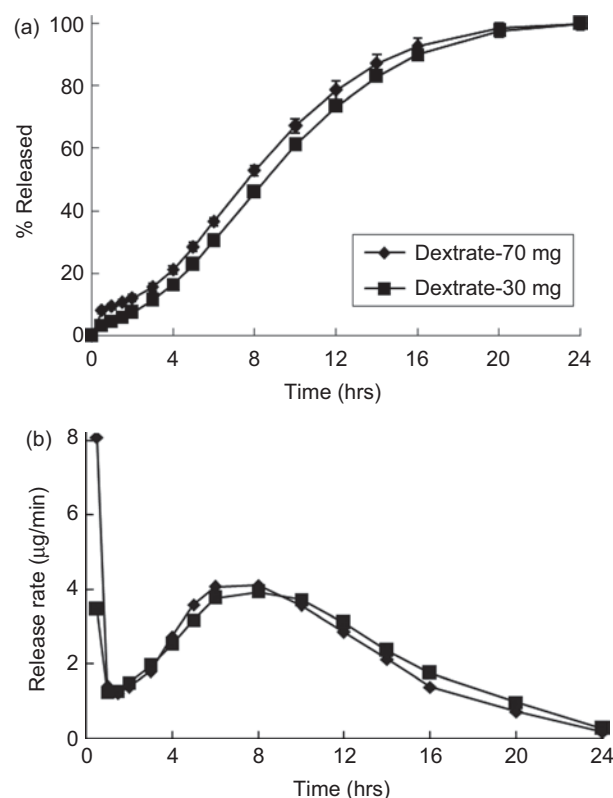 (a)
100
80
60
40
20
0
% Released
Dextrate-70 mg
Dextrate-30 mg
0 4 8 12 16 20 24
Time (hrs)
(b)
8
6
4
2
0
Release rate (μg/min)
0 4 8 12 16 20 24
Time (hrs)